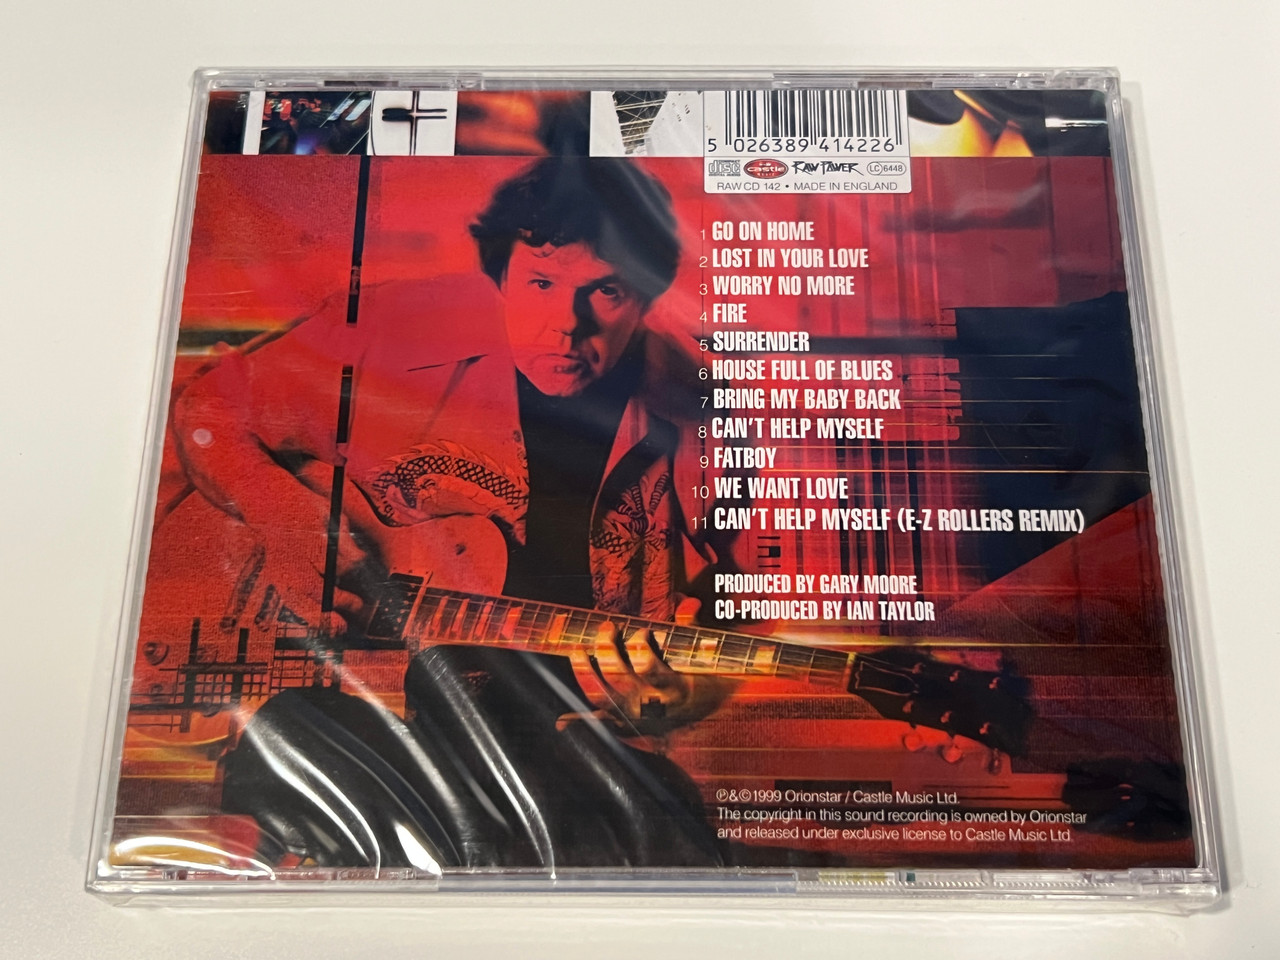 5 026389 414226
disc
castle
MUSIC
RAW POWER
LC 6448
RAW CD 142 • MADE IN ENGLAND
1 GO ON HOME
2 LOST IN YOUR LOVE
3 WORRY NO MORE
4 FIRE
5 SURRENDER
6 HOUSE FULL OF BLUES
7 BRING MY BABY BACK
8 CAN'T HELP MYSELF
9 FATBOY
10 WE WANT LOVE
11 CAN'T HELP MYSELF (E-Z ROLLERS REMIX)
PRODUCED BY GARY MOORE
CO-PRODUCED BY IAN TAYLOR
℗&©1999 Orionstar / Castle Music Ltd.
The copyright in this sound recording is owned by Orionstar
and released under exclusive license to Castle Music Ltd.